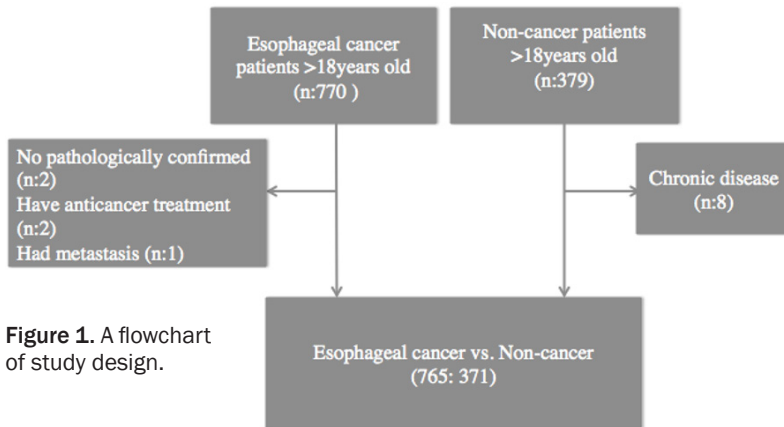 Esophageal cancer
patients >18years old
(n:770 )
Non-cancer patients
>18years old
(n:379)
No pathologically confirmed
(n:2)
Have anticancer treatment
(n:2)
Had metastasis (n:1)
Chronic disease
(n:8)
Esophageal cancer vs. Non-cancer
(765: 371)
Figure 1. A flowchart
of study design.